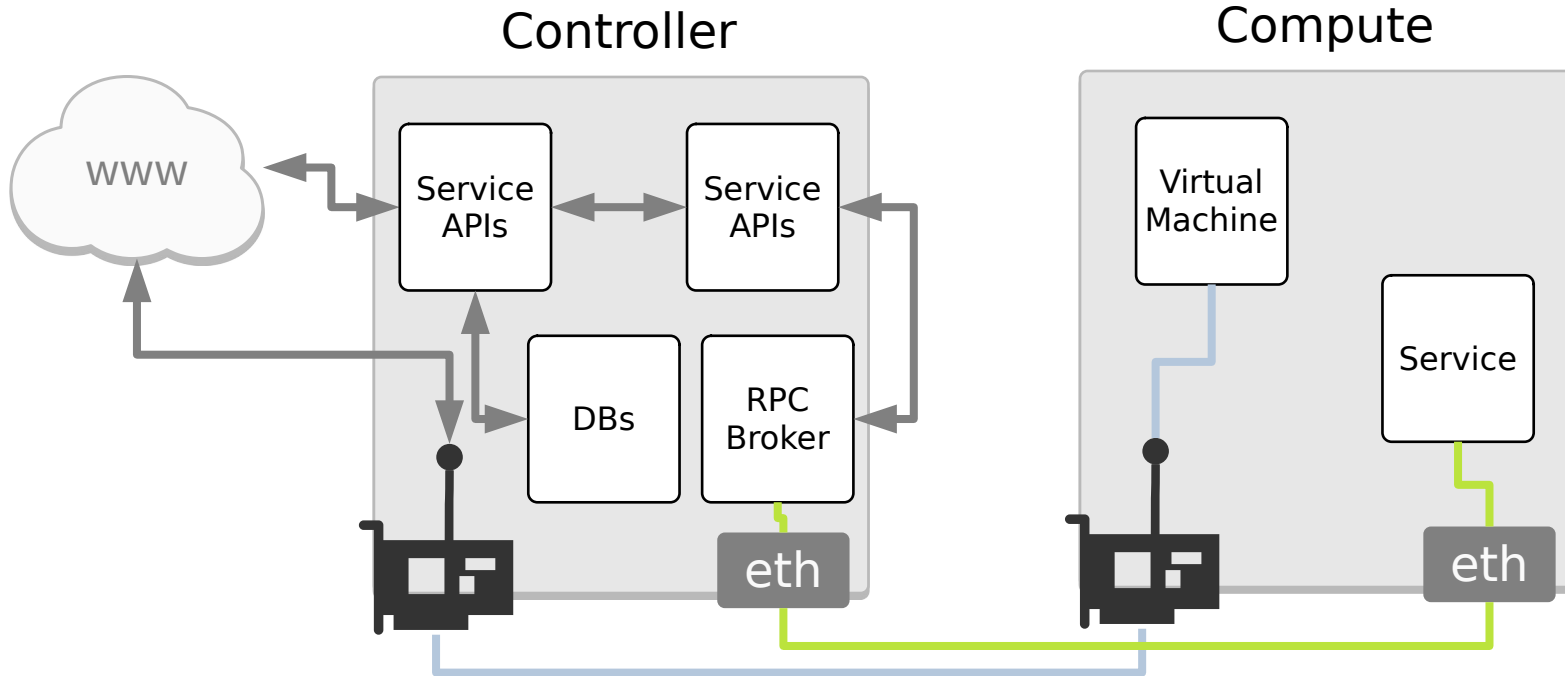 Controller
Compute
www
Service
APIs
Service
APIs
DBs
RPC
Broker
eth
Virtual
Machine
Service
eth